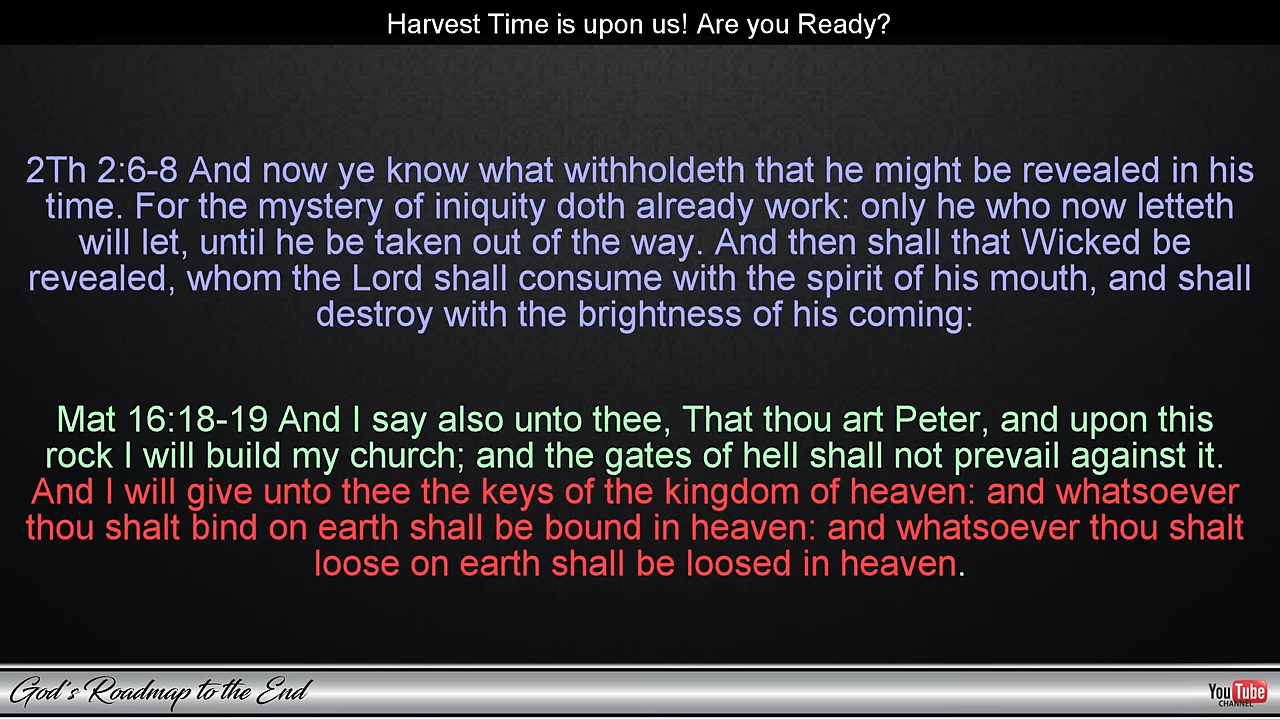 Harvest Time is upon us! Are you Ready?
2Th 2:6-8 And now ye know what withholdeth that he might be revealed in his
time. For the mystery of iniquity doth already work: only he who now letteth
will let, until he be taken out of the way. And then shall that Wicked be
revealed, whom the Lord shall consume with the spirit of his mouth, and shall
destroy with the brightness of his coming:
Mat 16:18-19 And I say also unto thee, That thou art Peter, and upon this
rock I will build my church; and the gates of hell shall not prevail against it.
And I will give unto thee the keys of the kingdom of heaven: and whatsoever
thou shalt bind on earth shall be bound in heaven: and whatsoever thou shalt
loose on earth shall be loosed in heaven.
God's Roadmap to the End
YouTube
CHANNEL